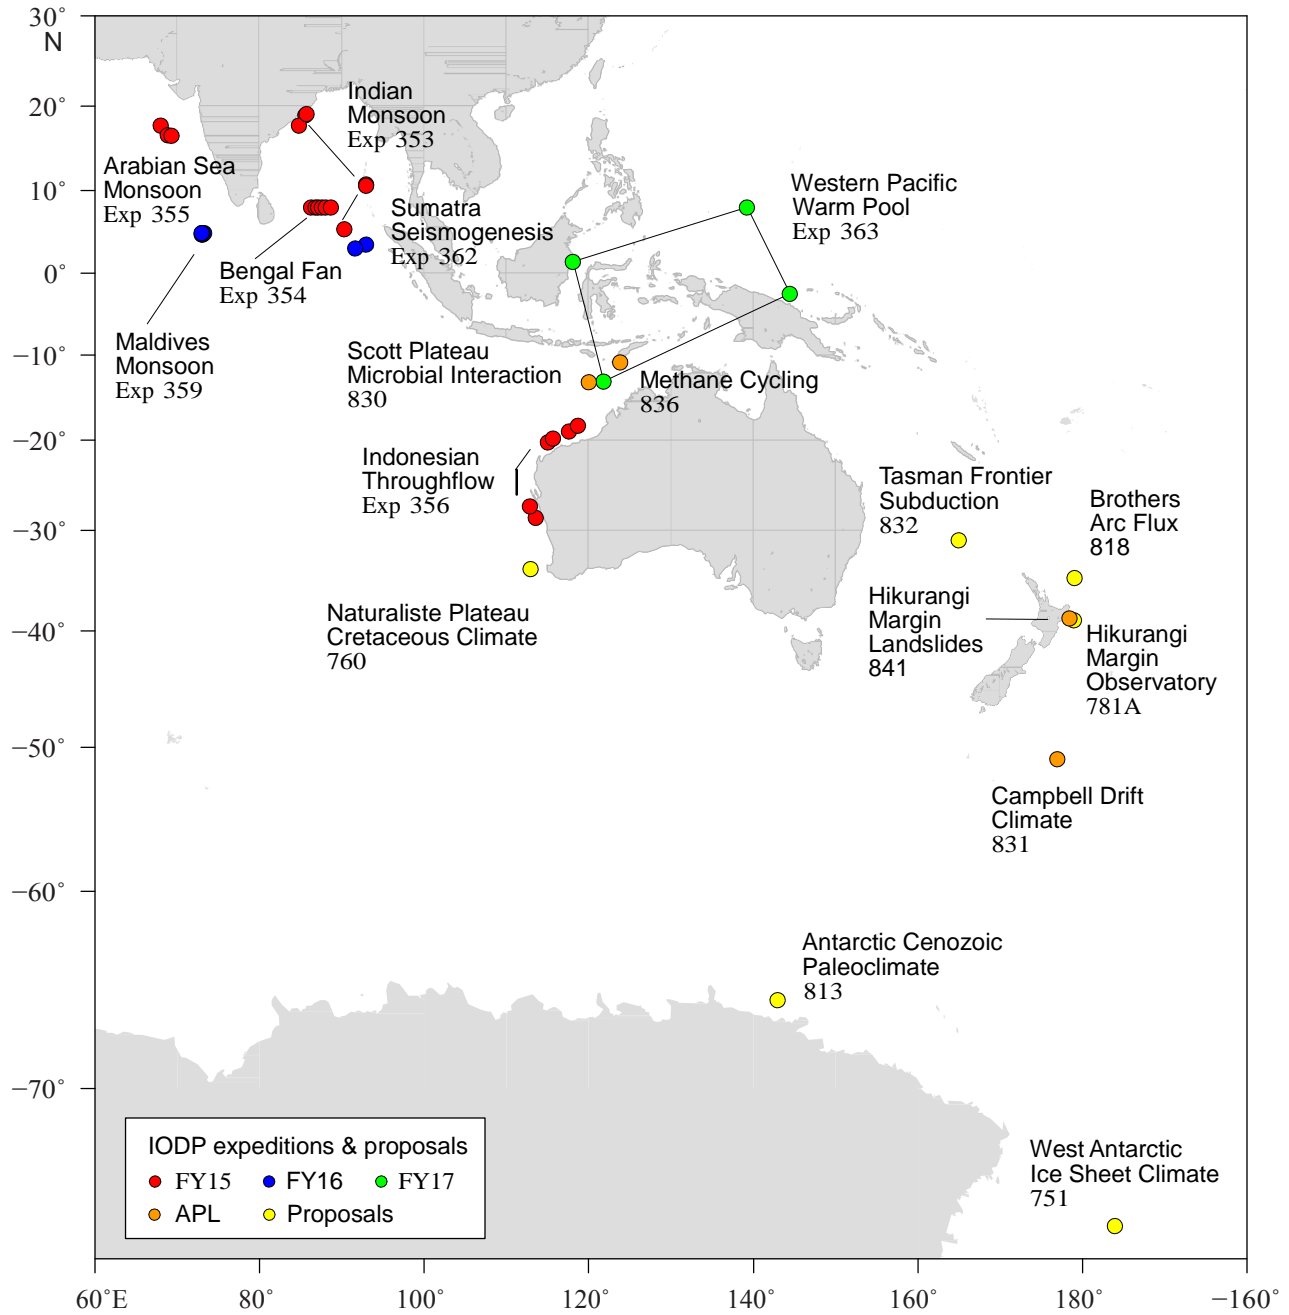 30° N
20°
10°
0°
−10°
−20°
−30°
−40°
−50°
−60°
−70°
Indian
Monsoon
Exp 353
Arabian Sea
Monsoon
Exp 355
Western Pacific
Warm Pool
Exp 363
Sumatra
Seismogenesis
Exp 362
Bengal Fan
Exp 354
Maldives
Monsoon
Exp 359
Scott Plateau
Microbial Interaction
830
Methane Cycling
836
Indonesian
Throughflow
Exp 356
Tasman Frontier
Subduction
832
Brothers
Arc Flux
818
Naturaliste Plateau
Cretaceous Climate
760
Hikurangi
Margin
Landslides
841
Hikurangi
Margin
Observatory
781A
Campbell Drift
Climate
831
Antarctic Cenozoic
Paleoclimate
813
West Antarctic
Ice Sheet Climate
751
IODP expeditions & proposals
FY15 FY16 FY17
APL Proposals
60°E 80° 100° 120° 140° 160° 180° −160°